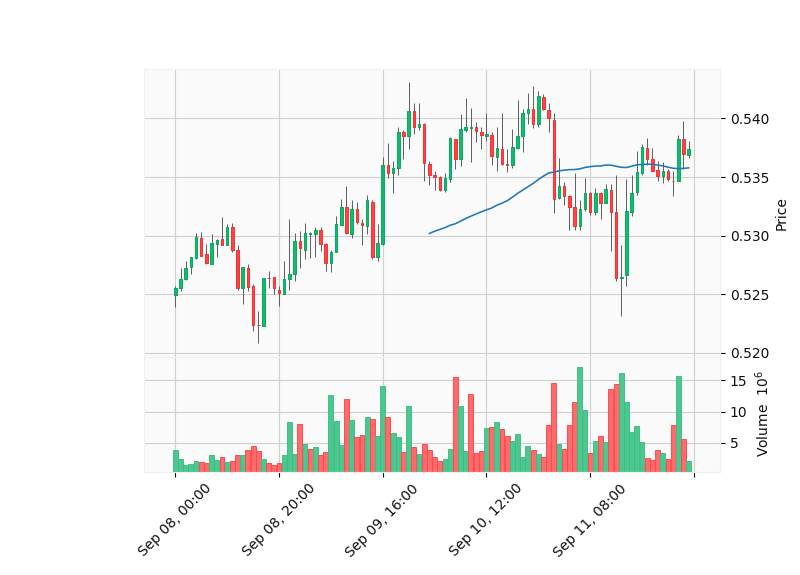 0.540
0.535
0.530
0.525
0.520
Price
15
10
5
Volume 10^6
Sep 08, 00:00
Sep 08, 20:00
Sep 09, 16:00
Sep 10, 12:00
Sep 11, 08:00